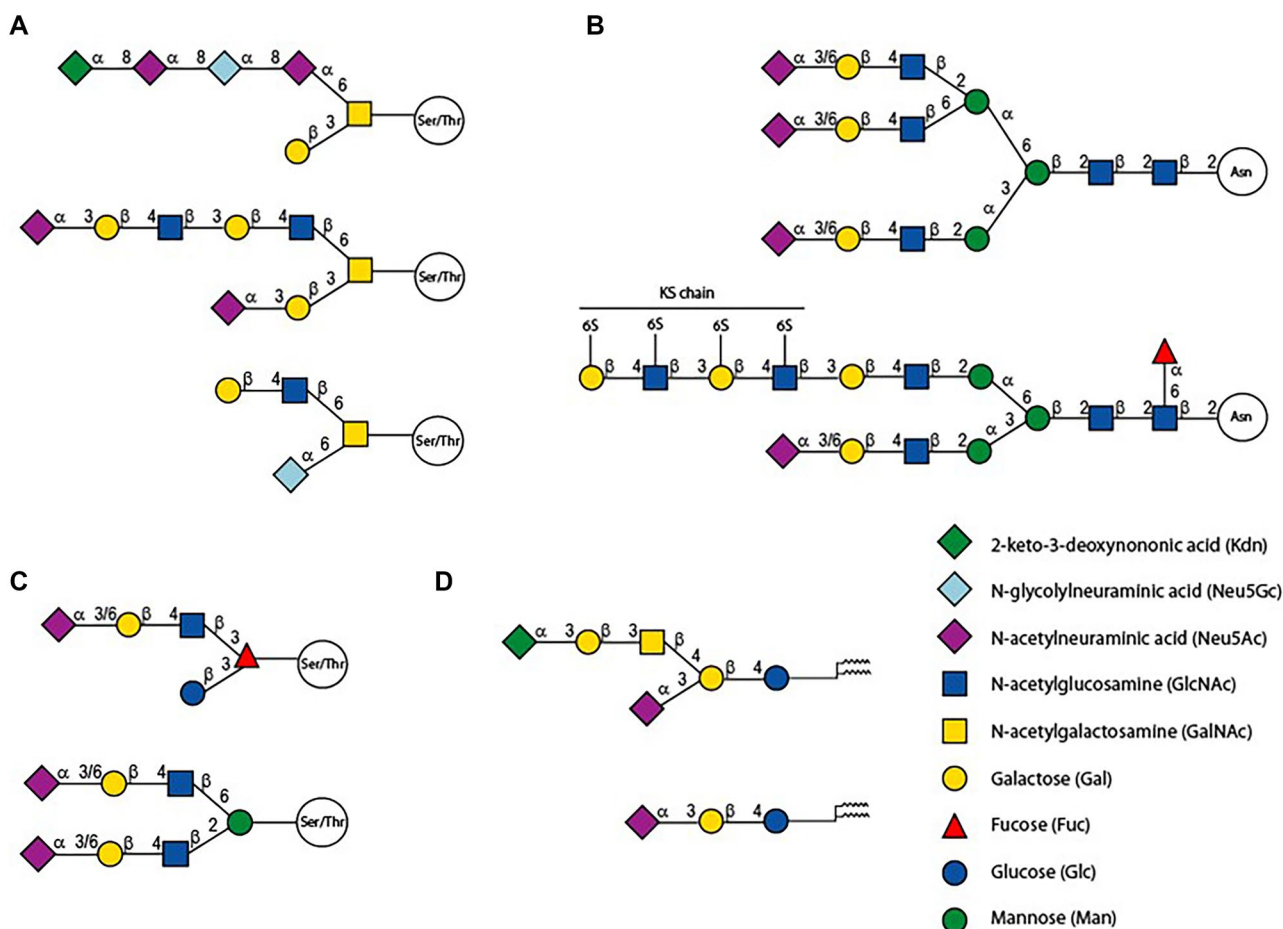 A
α 8 α 8 α 8 α 6
β 3
Ser/Thr
α 3 β 4 β 3 β 4 β 6
α 3 β 3
Ser/Thr
β 4 β 6
α 6
Ser/Thr
B
α 3/6 β 4 β 2
α 3/6 β 4 β 6
α 6
β 2 β 2 β 2
Asn
3 α
α 3/6 β 4 β 2
KS chain
6S 6S 6S 6S
β 4 β 3 β 4 β 3 β 4 β 2 α 6
α 6
β 2 β 2 β 2
Asn
α 3/6 β 4 β 2 α 3
C
α 3/6 β 4 β 3
β 3
Ser/Thr
α 3/6 β 4 β 6
α 3/6 β 4 β 2
Ser/Thr
D
α 3 β 3 β 4
α 3
β 4
α 3 β 4
2-keto-3-deoxynononic acid (Kdn)
N-glycolylneuraminic acid (Neu5Gc)
N-acetylneuraminic acid (Neu5Ac)
N-acetylglucosamine (GlcNAc)
N-acetylgalactosamine (GalNAc)
Galactose (Gal)
Fucose (Fuc)
Glucose (Glc)
Mannose (Man)